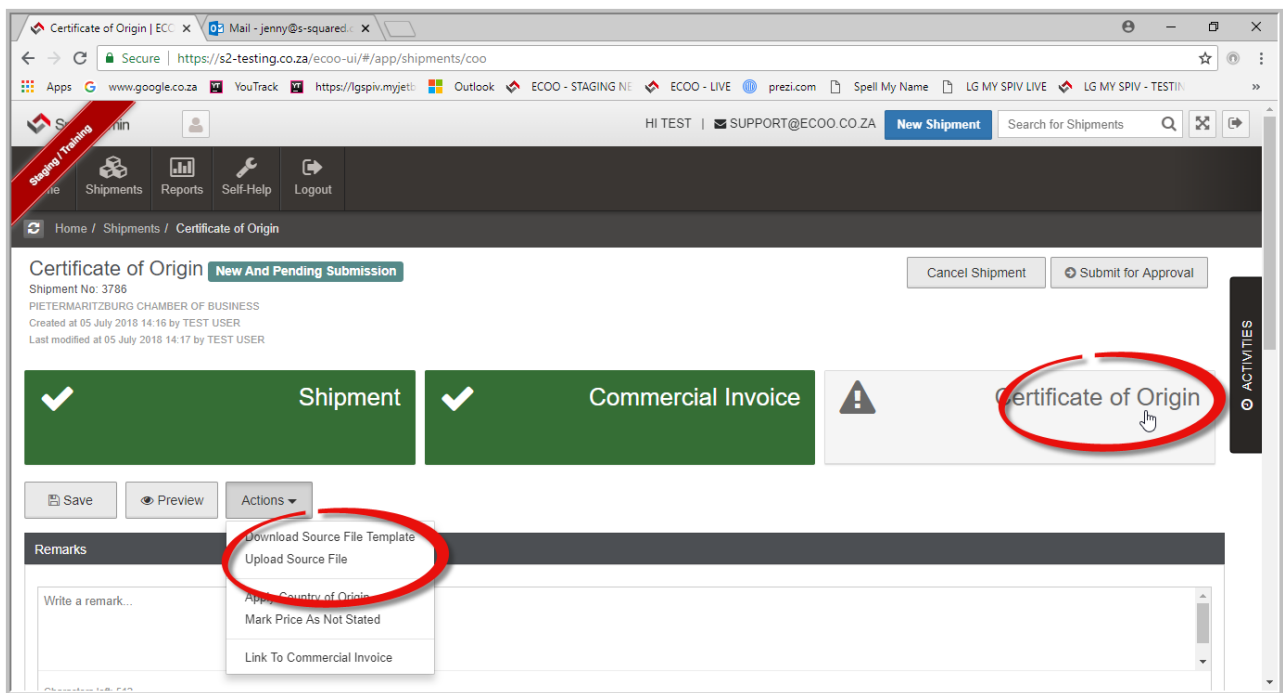 Certificate of Origin | ECC
Mail - jenny@s-squared.c
Secure | https://s2-testing.co.za/ecoo-ui/#/app/shipments/coo
Apps G www.google.co.za YouTrack https://lgspiv.myjetb Outlook ECOO - STAGING NE ECOO - LIVE prezi.com Spell My Name LG MY SPIV LIVE LG MY SPIV - TESTIN »
Staging / Training
HI TEST | SUPPORT@ECOO.CO.ZA New Shipment Search for Shipments
Shipments Reports Self-Help Logout
Home / Shipments / Certificate of Origin
Certificate of Origin New And Pending Submission
Cancel Shipment Submit for Approval
Shipment No: 3786
PIETERMARITZBURG CHAMBER OF BUSINESS
Created at 05 July 2018 14:16 by TEST USER
Last modified at 05 July 2018 14:17 by TEST USER
ACTIVITIES
Shipment Commercial Invoice Certificate of Origin
Save Preview Actions
Download Source File Template
Remarks
Upload Source File
Write a remark...
Apply Country of Origin
Mark Price As Not Stated
Link To Commercial Invoice
Characters left: 512